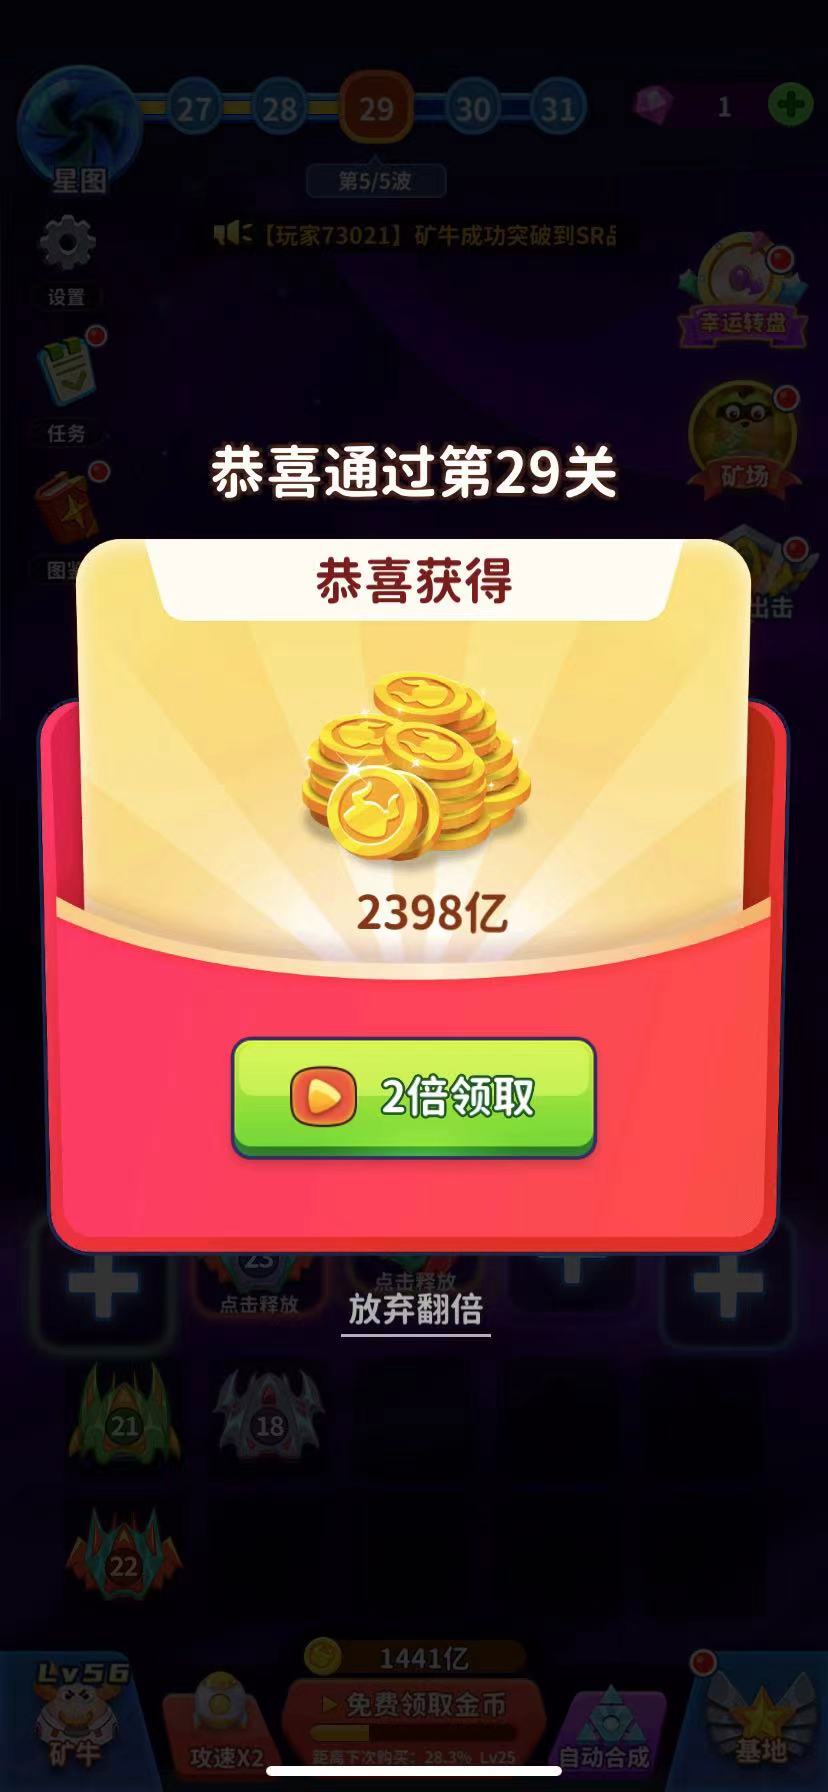 27
28
29
30
31
1
星图
第5/5波
【玩家73021】矿牛成功突破到SR品
设置
幸运转盘
任务
矿场
恭喜通过第29关
出击
恭喜获得
2398亿
2倍领取
23
点击释放
点击释放
放弃翻倍
21
18
22
Lv56
1441亿
免费领取金币
矿牛
攻速X2
距离下次购买：28.3% Lv25
自动合成
基地